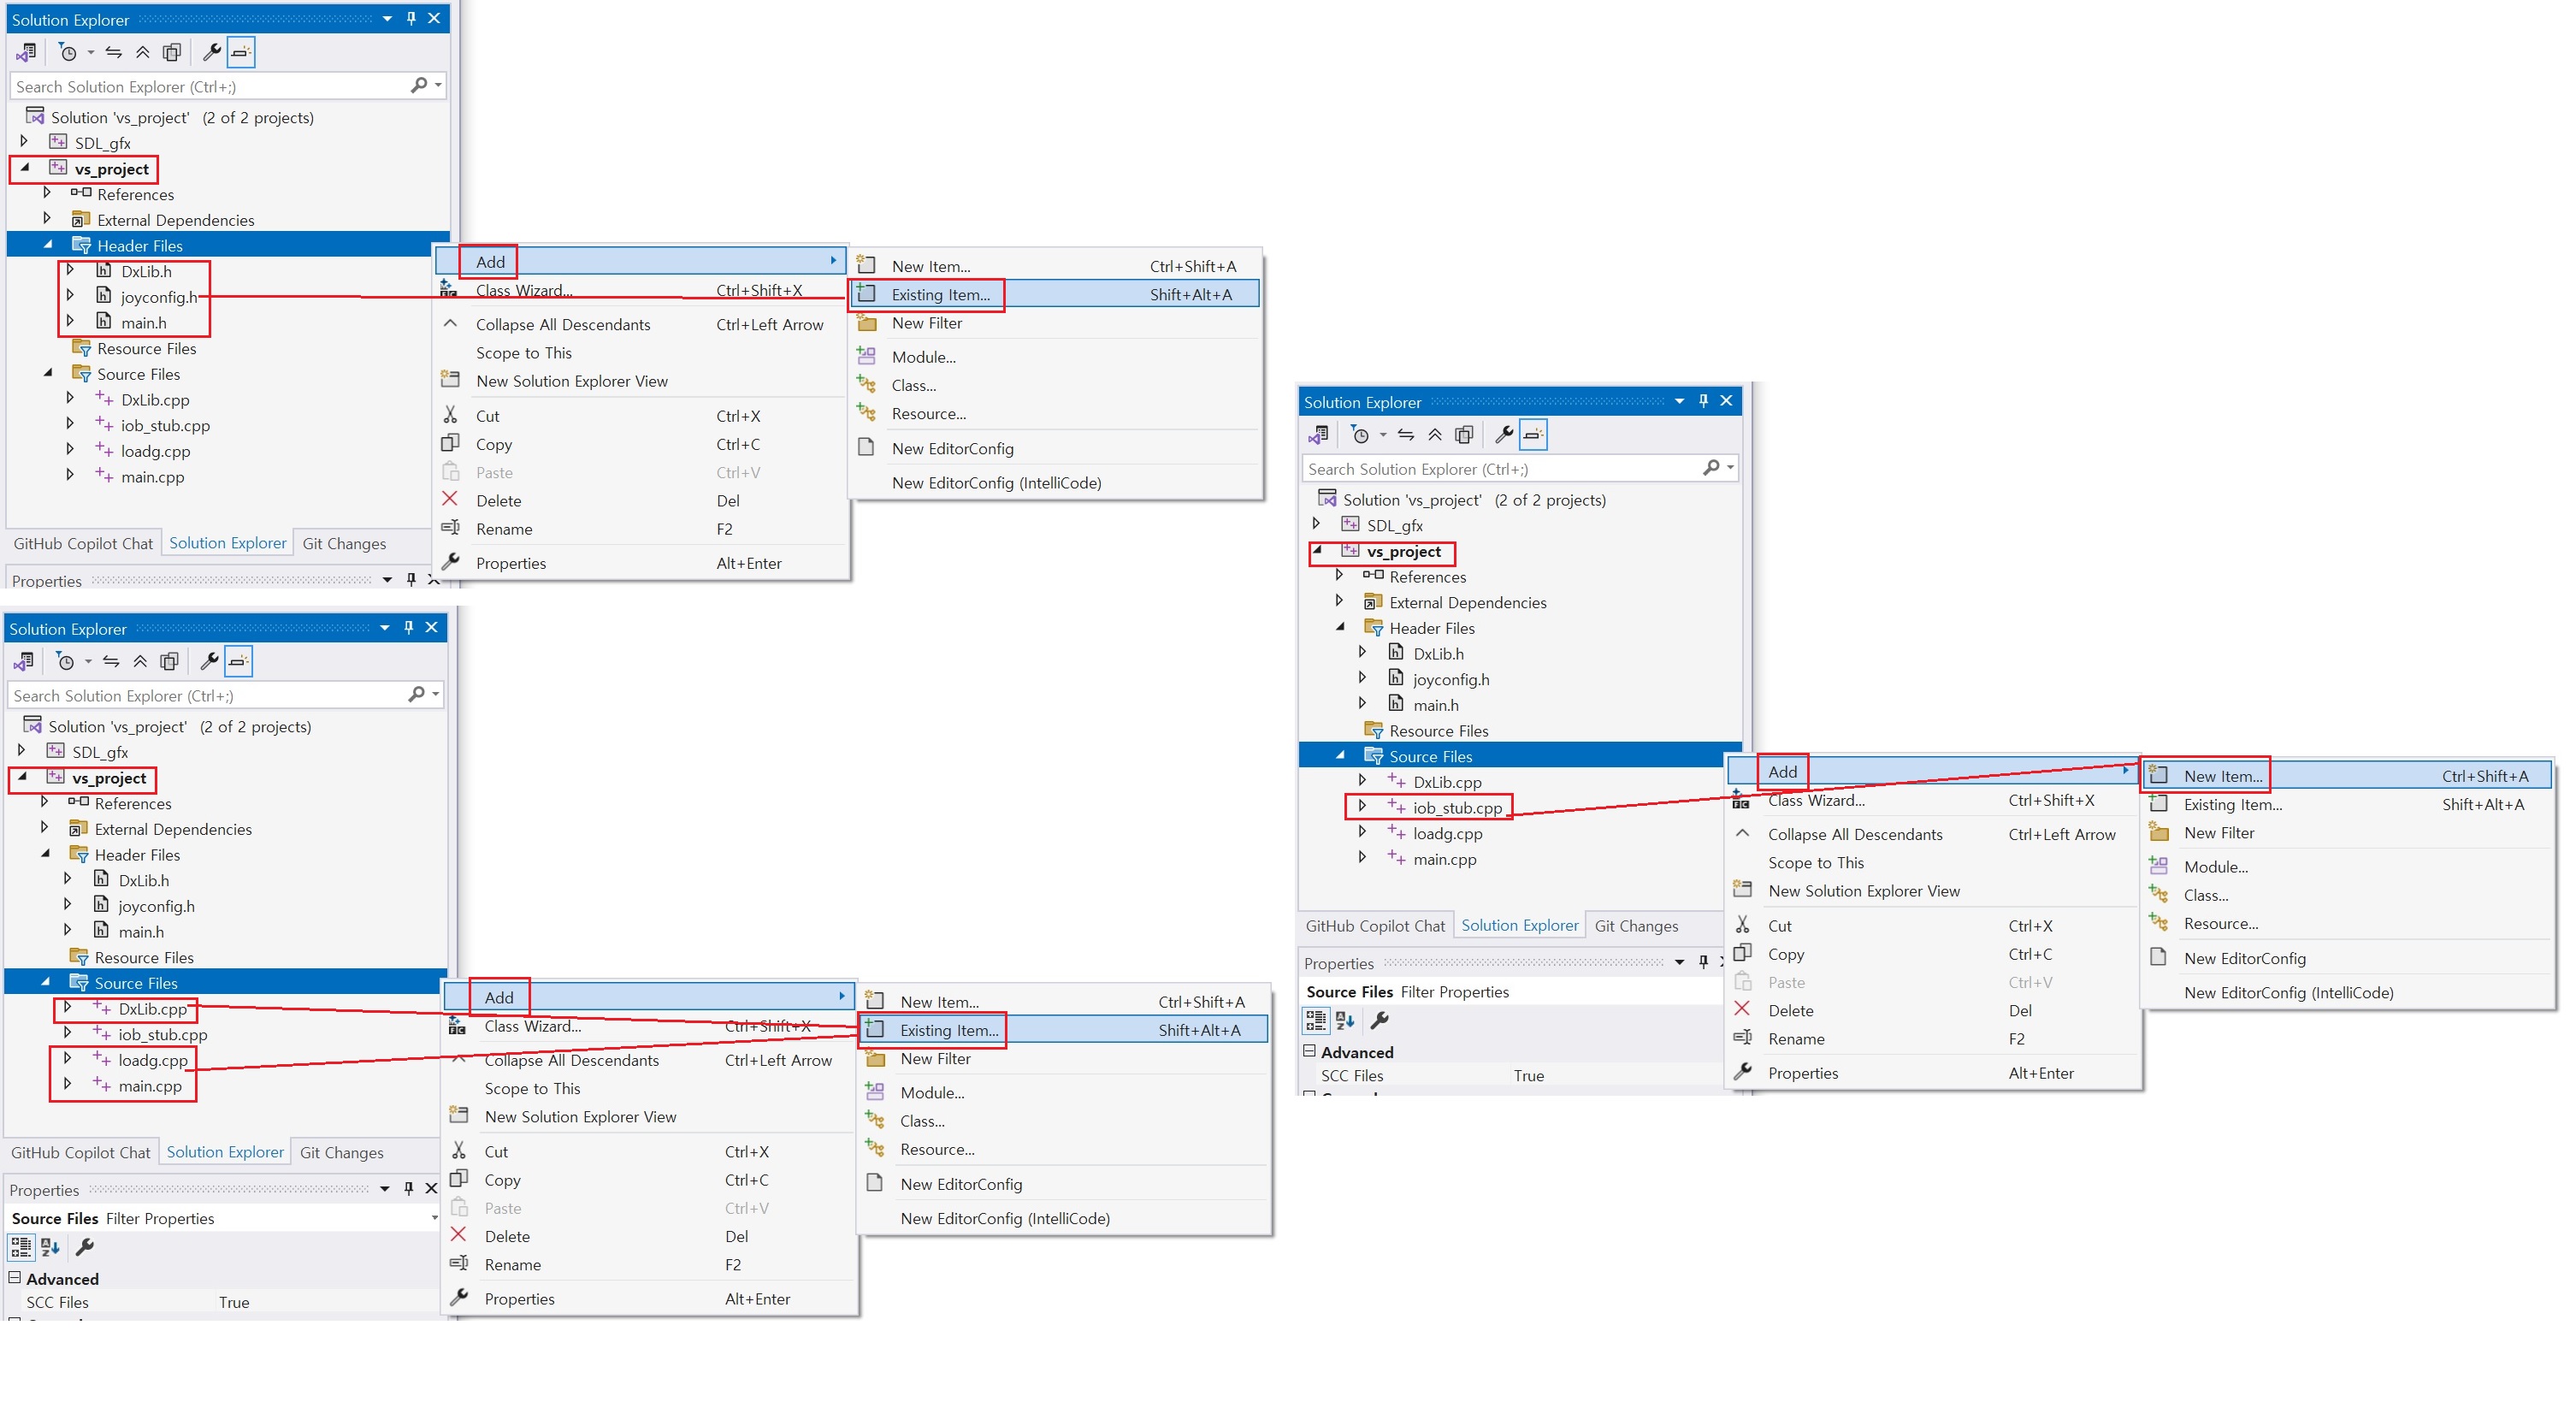 Solution Explorer
Search Solution Explorer (Ctrl+;)
Solution 'vs_project' (2 of 2 projects)
SDL_gfx
vs_project
References
External Dependencies
Header Files
DxLib.h
joyconfig.h
main.h
Resource Files
Source Files
DxLib.cpp
iob_stub.cpp
loadg.cpp
main.cpp
GitHub Copilot Chat Solution Explorer Git Changes
Properties
Add
Class Wizard... Ctrl+Shift+X
Collapse All Descendants Ctrl+Left Arrow
Scope to This
New Solution Explorer View
Cut Ctrl+X
Copy Ctrl+C
Paste Ctrl+V
Delete Del
Rename F2
Properties Alt+Enter
New Item... Ctrl+Shift+A
Existing Item... Shift+Alt+A
New Filter
Module...
Class...
Resource...
New EditorConfig
New EditorConfig (IntelliCode)
Solution Explorer
Search Solution Explorer (Ctrl+;)
Solution 'vs_project' (2 of 2 projects)
SDL_gfx
vs_project
References
External Dependencies
Header Files
DxLib.h
joyconfig.h
main.h
Resource Files
Source Files
DxLib.cpp
iob_stub.cpp
loadg.cpp
main.cpp
GitHub Copilot Chat Solution Explorer Git Changes
Properties
Source Files Filter Properties
Advanced
SCC Files True
Add
Class Wizard... Ctrl+Shift+X
Collapse All Descendants Ctrl+Left Arrow
Scope to This
New Solution Explorer View
Cut Ctrl+X
Copy Ctrl+C
Paste Ctrl+V
Delete Del
Rename F2
Properties Alt+Enter
New Item... Ctrl+Shift+A
Existing Item... Shift+Alt+A
New Filter
Module...
Class...
Resource...
New EditorConfig
New EditorConfig (IntelliCode)
Solution Explorer
Search Solution Explorer (Ctrl+;)
Solution 'vs_project' (2 of 2 projects)
SDL_gfx
vs_project
References
External Dependencies
Header Files
DxLib.h
joyconfig.h
main.h
Resource Files
Source Files
DxLib.cpp
iob_stub.cpp
loadg.cpp
main.cpp
GitHub Copilot Chat Solution Explorer Git Changes
Properties
Source Files Filter Properties
Advanced
SCC Files True
Add
Class Wizard... Ctrl+Shift+X
Collapse All Descendants Ctrl+Left Arrow
Scope to This
New Solution Explorer View
Cut Ctrl+X
Copy Ctrl+C
Paste Ctrl+V
Delete Del
Rename F2
Properties Alt+Enter
New Item... Ctrl+Shift+A
Existing Item... Shift+Alt+A
New Filter
Module...
Class...
Resource...
New EditorConfig
New EditorConfig (IntelliCode)